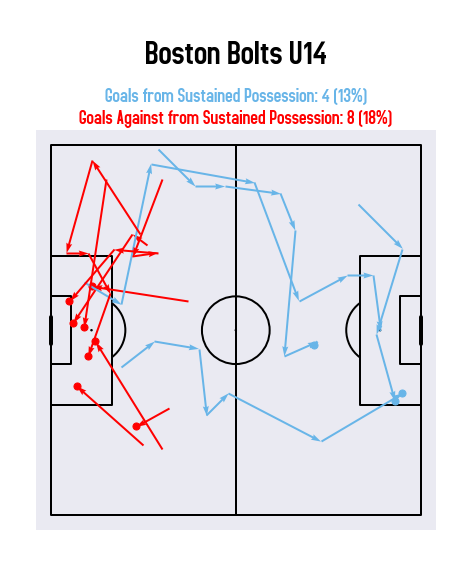 Boston Bolts U14
Goals from Sustained Possession: 4 (13%)
Goals Against from Sustained Possession: 8 (18%)